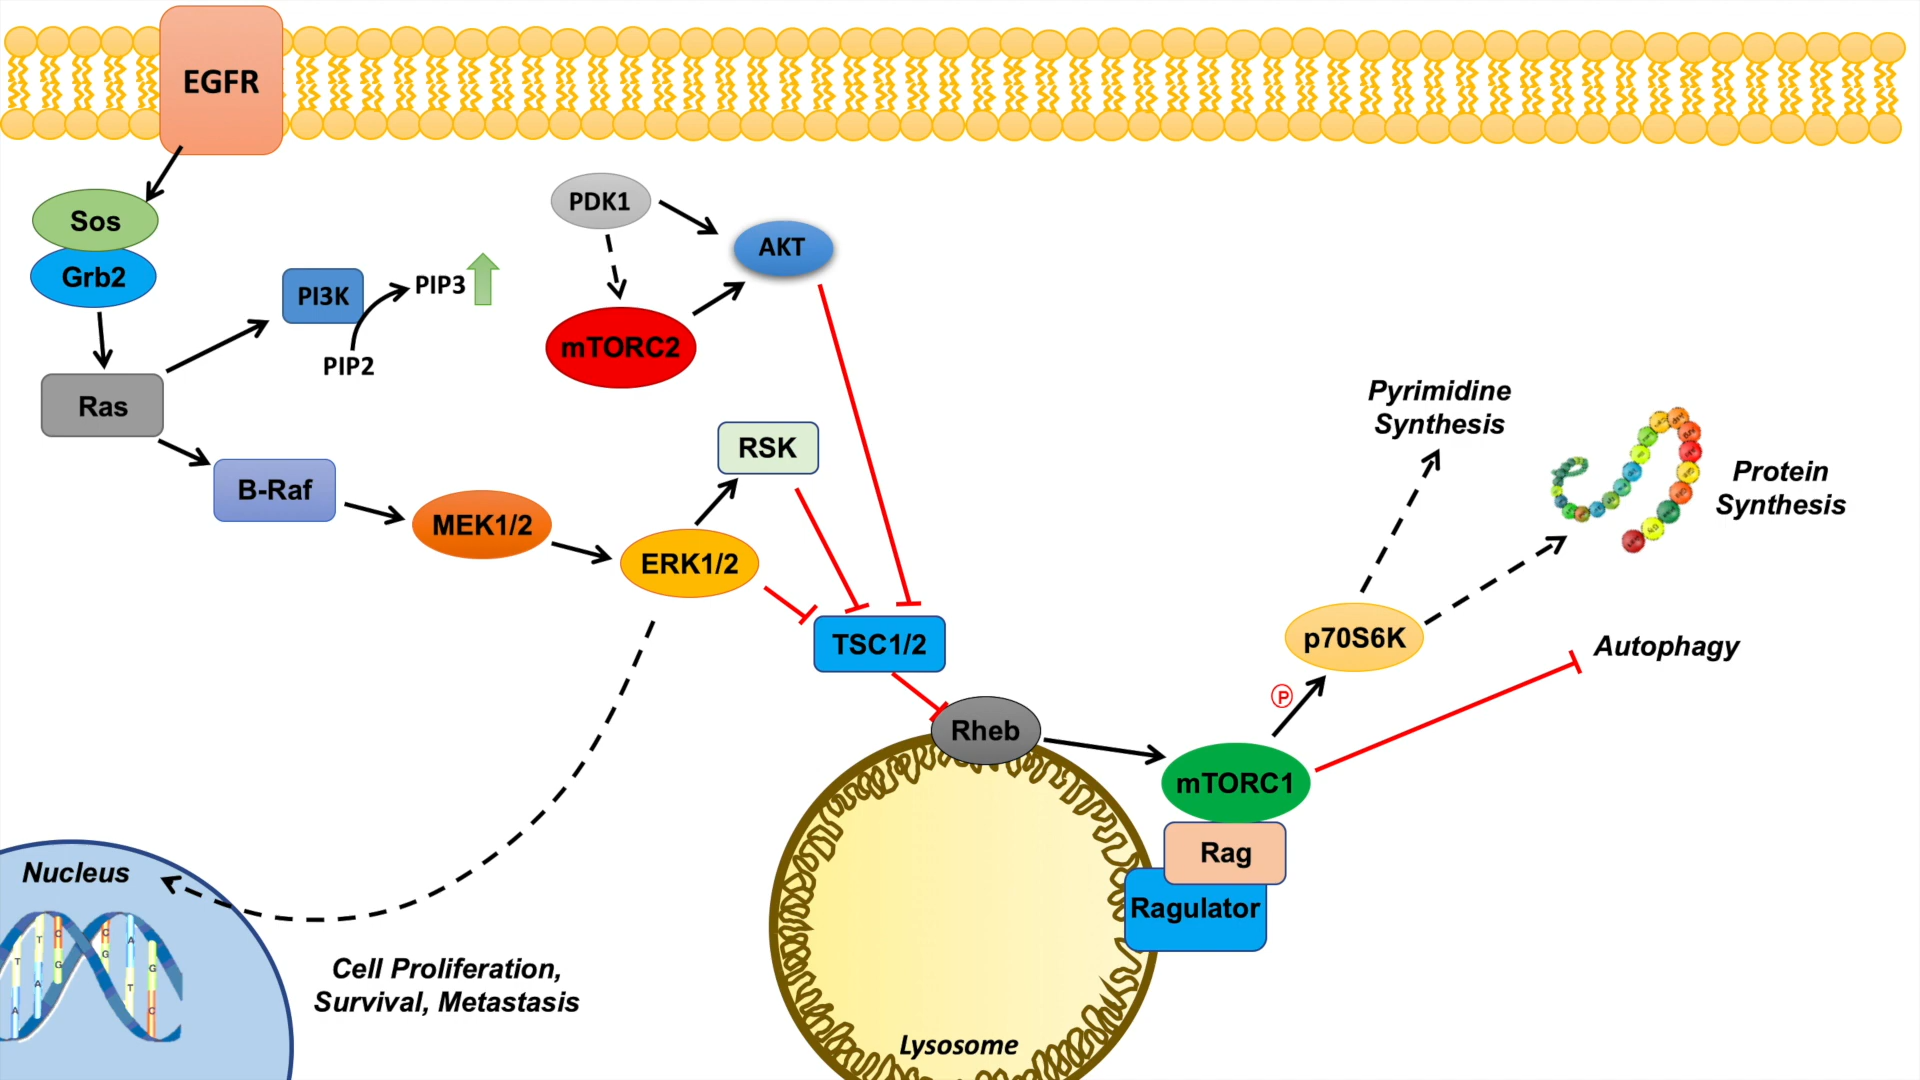 EGFR
Sos
Grb2
PDK1
AKT
PI3K
PIP3
PIP2
mTORC2
Ras
RSK
B-Raf
MEK1/2
ERK1/2
TSC1/2
Rheb
Pyrimidine
Synthesis
Protein
Synthesis
p70S6K
Autophagy
P
mTORC1
Rag
Ragulator
Lysosome
Nucleus
T
C
G
A
T
A
C
G
A
T
G
C
Cell Proliferation,
Survival, Metastasis